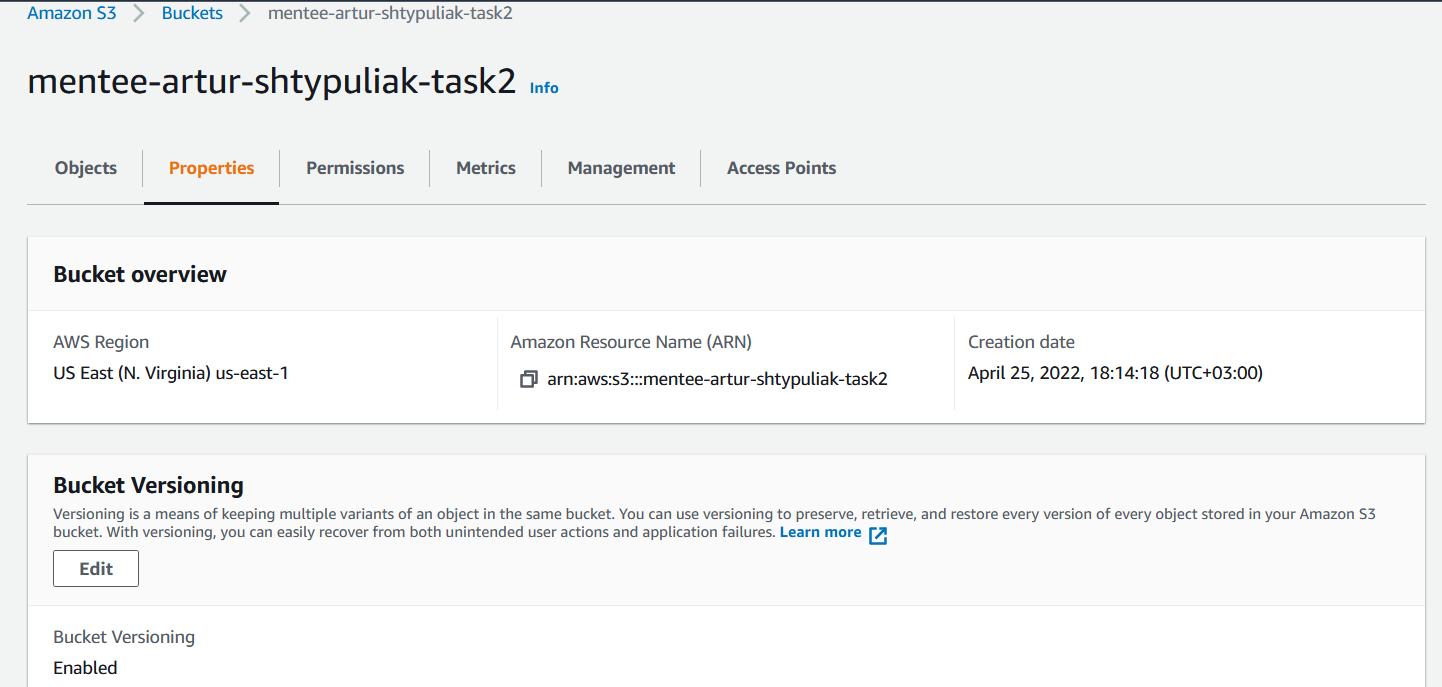 Amazon S3 > Buckets > mentee-artur-shtypuliak-task2
mentee-artur-shtypuliak-task2 Info
Objects Properties Permissions Metrics Management Access Points
Bucket overview
AWS Region
US East (N. Virginia) us-east-1
Amazon Resource Name (ARN)
arn:aws:s3:::mentee-artur-shtypuliak-task2
Creation date
April 25, 2022, 18:14:18 (UTC+03:00)
Bucket Versioning
Versioning is a means of keeping multiple variants of an object in the same bucket. You can use versioning to preserve, retrieve, and restore every version of every object stored in your Amazon S3
bucket. With versioning, you can easily recover from both unintended user actions and application failures. Learn more
Edit
Bucket Versioning
Enabled